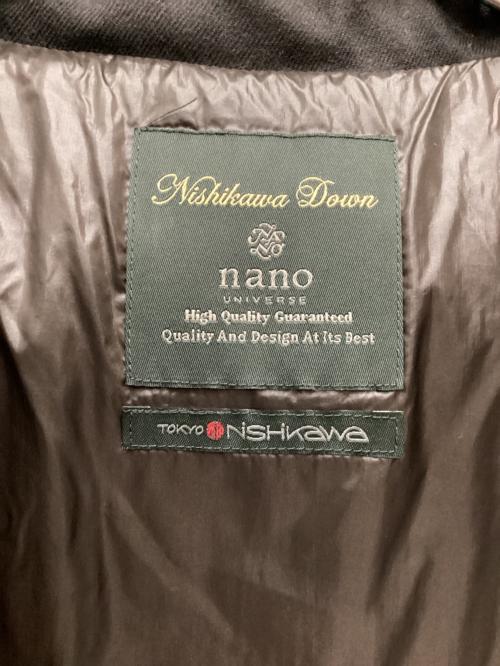 Nishikawa Down
nano
UNIVERSE
High Quality Guaranteed
Quality And Design At Its Best
TOKYO NiSHiKaWa